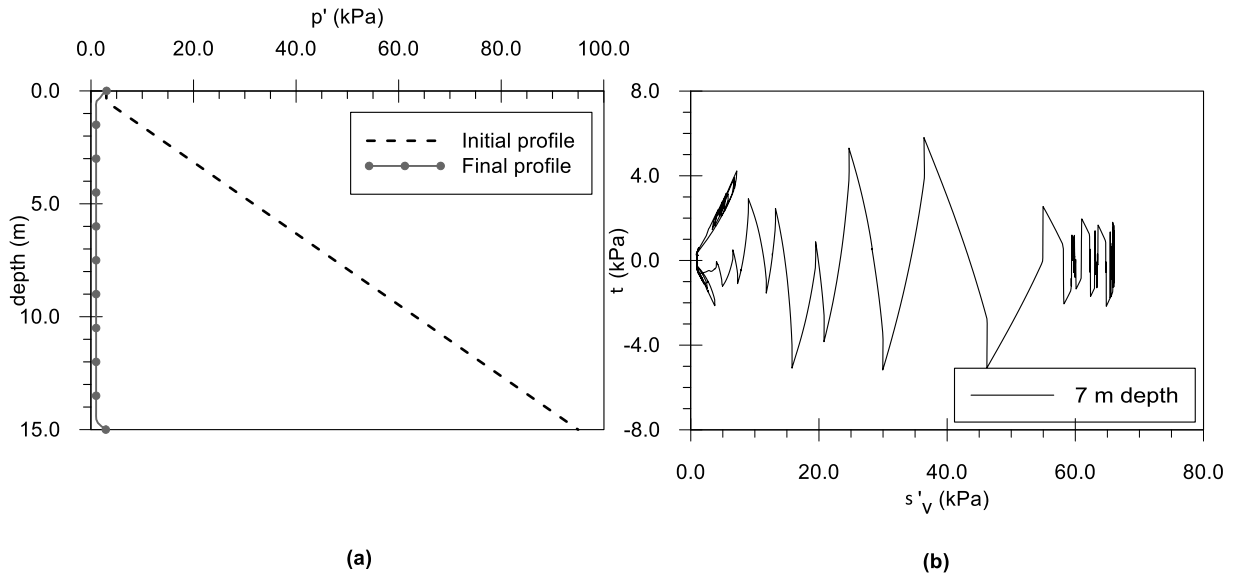 p' (kPa)
0.0 20.0 40.0 60.0 80.0 100.0
0.0
5.0
10.0
15.0
depth (m)
Initial profile
Final profile
(a)
8.0
4.0
0.0
-4.0
-8.0
t (kPa)
7 m depth
0.0 20.0 40.0 60.0 80.0
s'v (kPa)
(b)